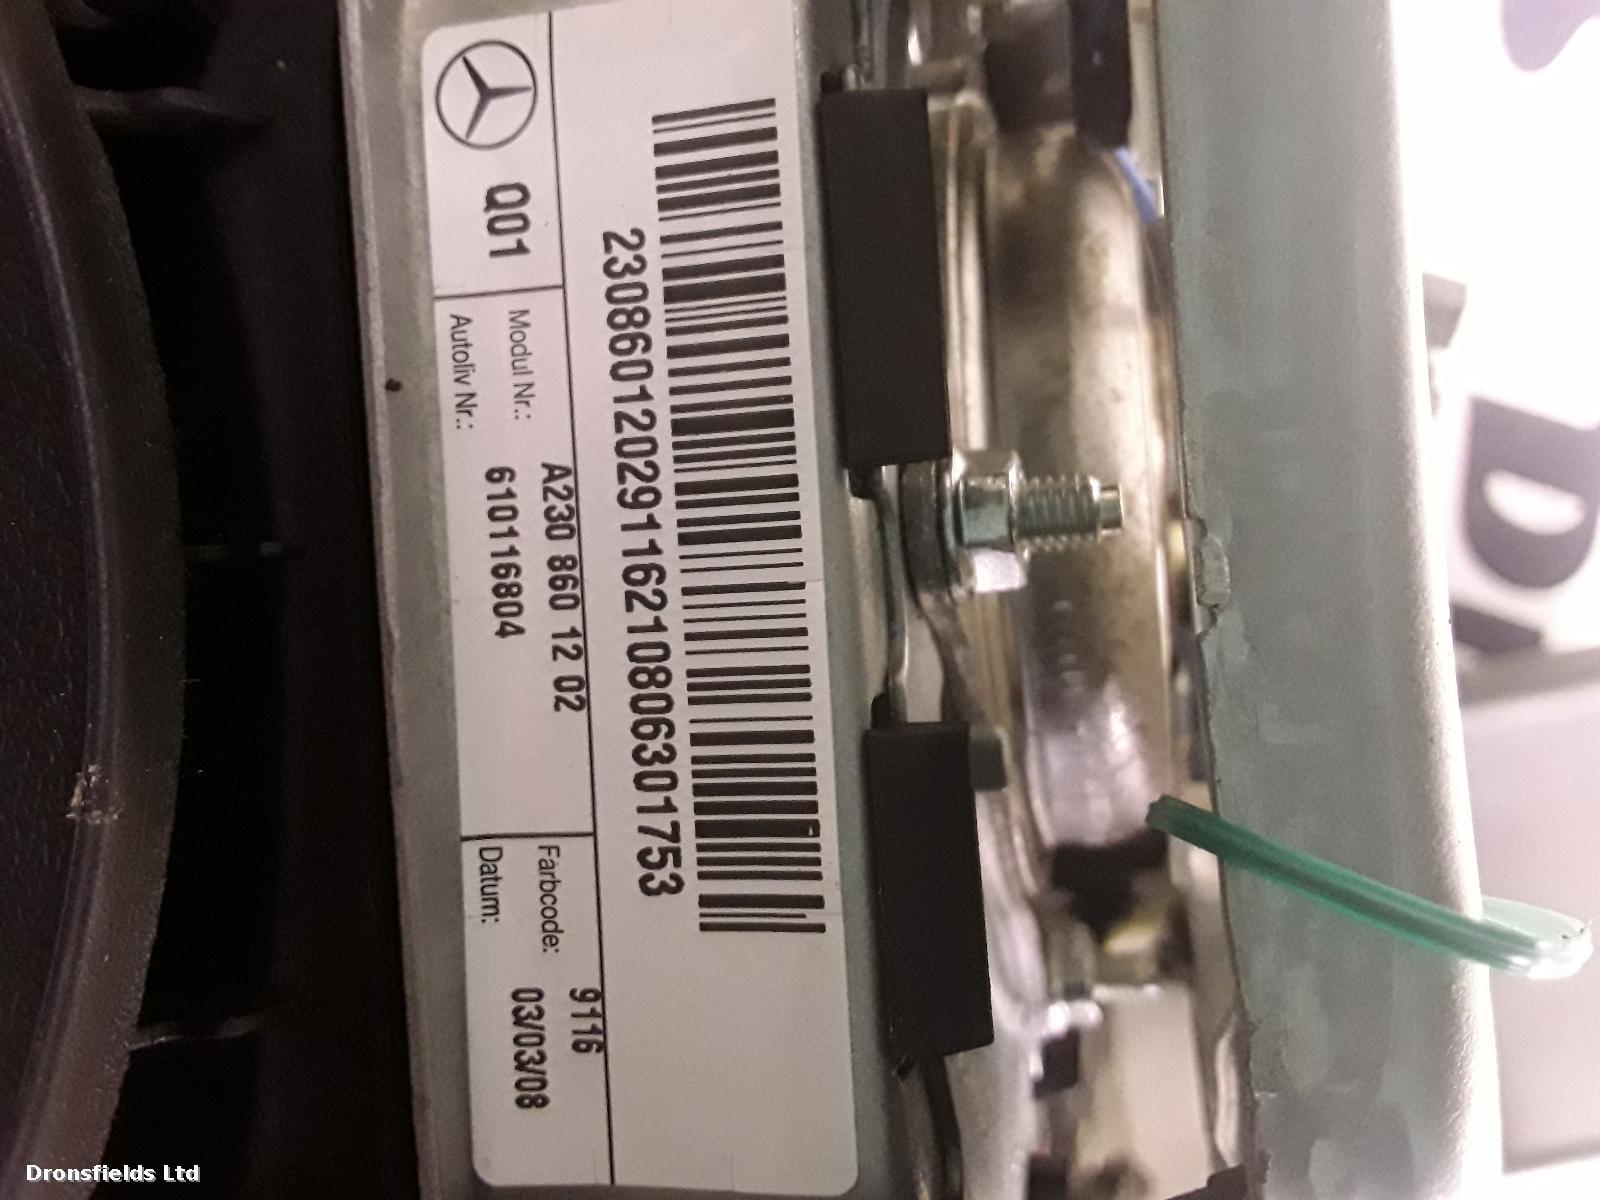 23086012029116210806301753
Q01
Modul Nr.: A230 860 12 02
Autoliv Nr.: 610116804
Farbcode: 9116
Datum: 03/03/08
D
Dronsfields Ltd